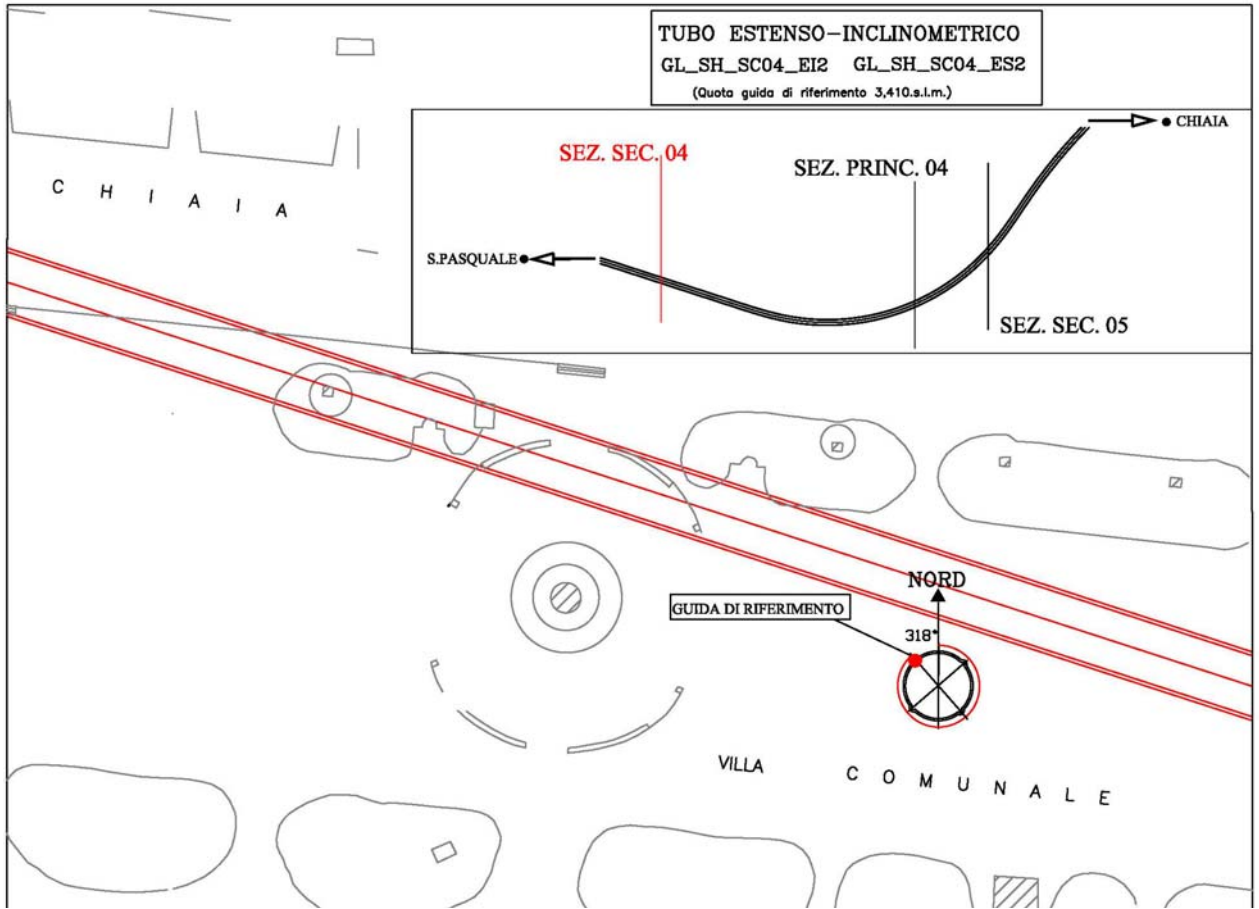 TUBO ESTENSO-INCLINOMETRICO
GL_SH_SC04_EI2 GL_SH_SC04_ES2
(Quota guida di riferimento 3,410.s.l.m.)
CHIAIA
SEZ. SEC. 04
SEZ. PRINC. 04
S.PASQUALE
SEZ. SEC. 05
C H I A I A
NORD
GUIDA DI RIFERIMENTO
318°
VILLA C O M U N A L E